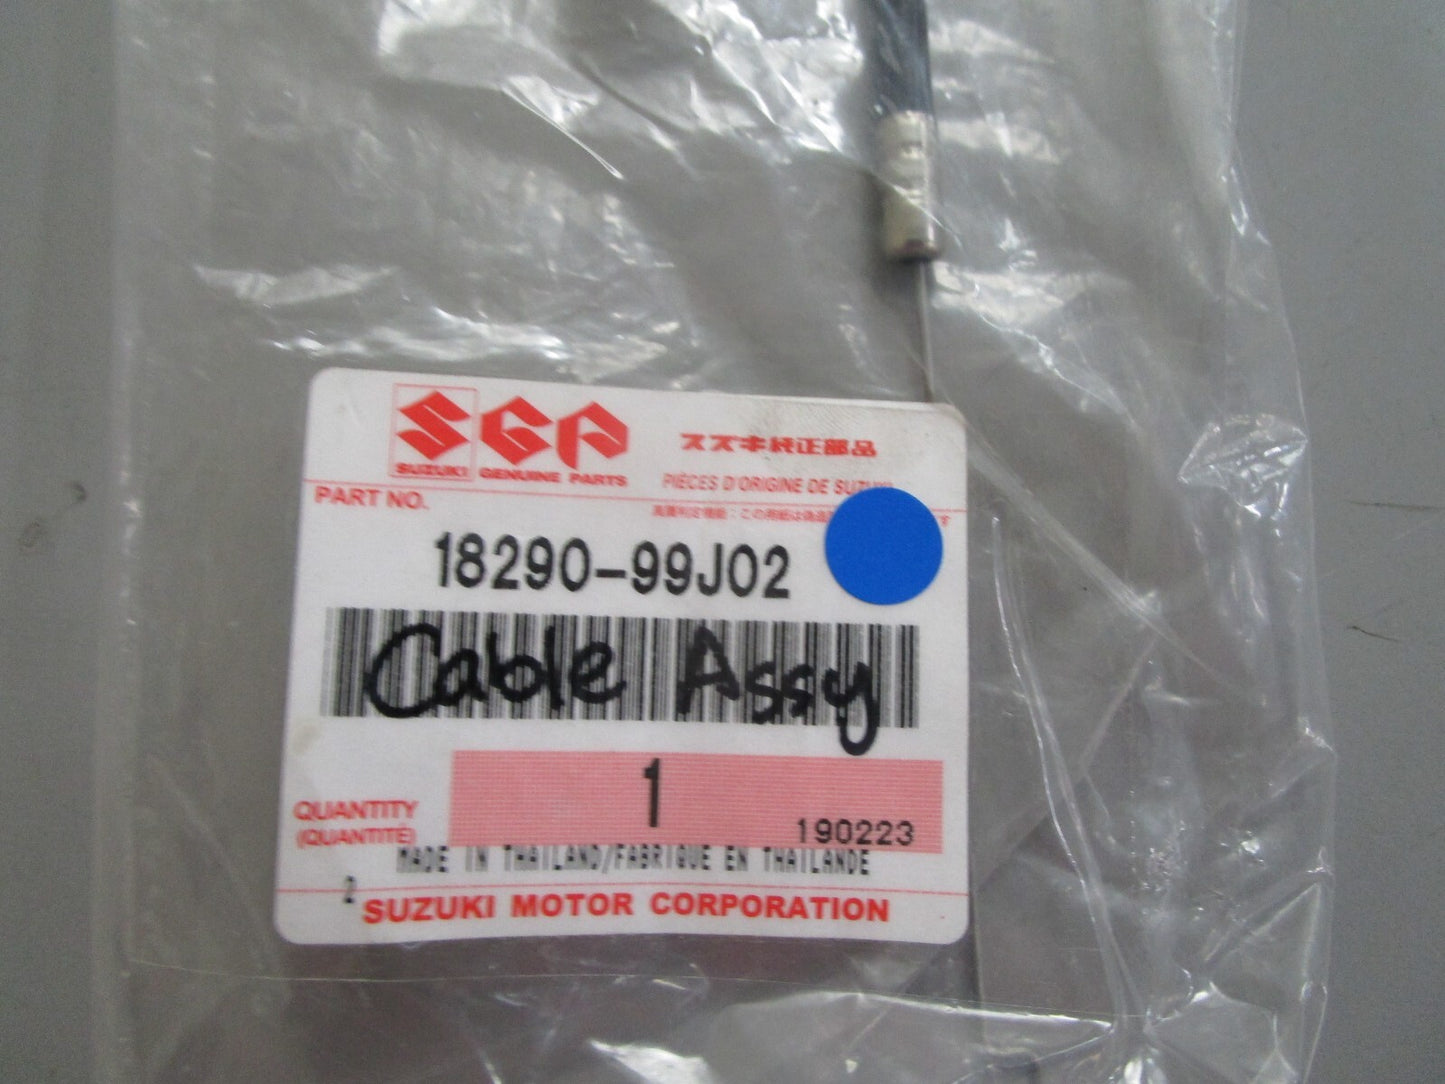 SGP
SUZUKI GENUINE PARTS
スズキ純正部品
PIÈCES D'ORIGINE DE SUZUKI
PART NO.
18290-99J02
Cable Assy
QUANTITY
(QUANTITÉ)
1
190223
MADE IN THAILAND/FABRIQUE EN THAILANDE
2
SUZUKI MOTOR CORPORATION